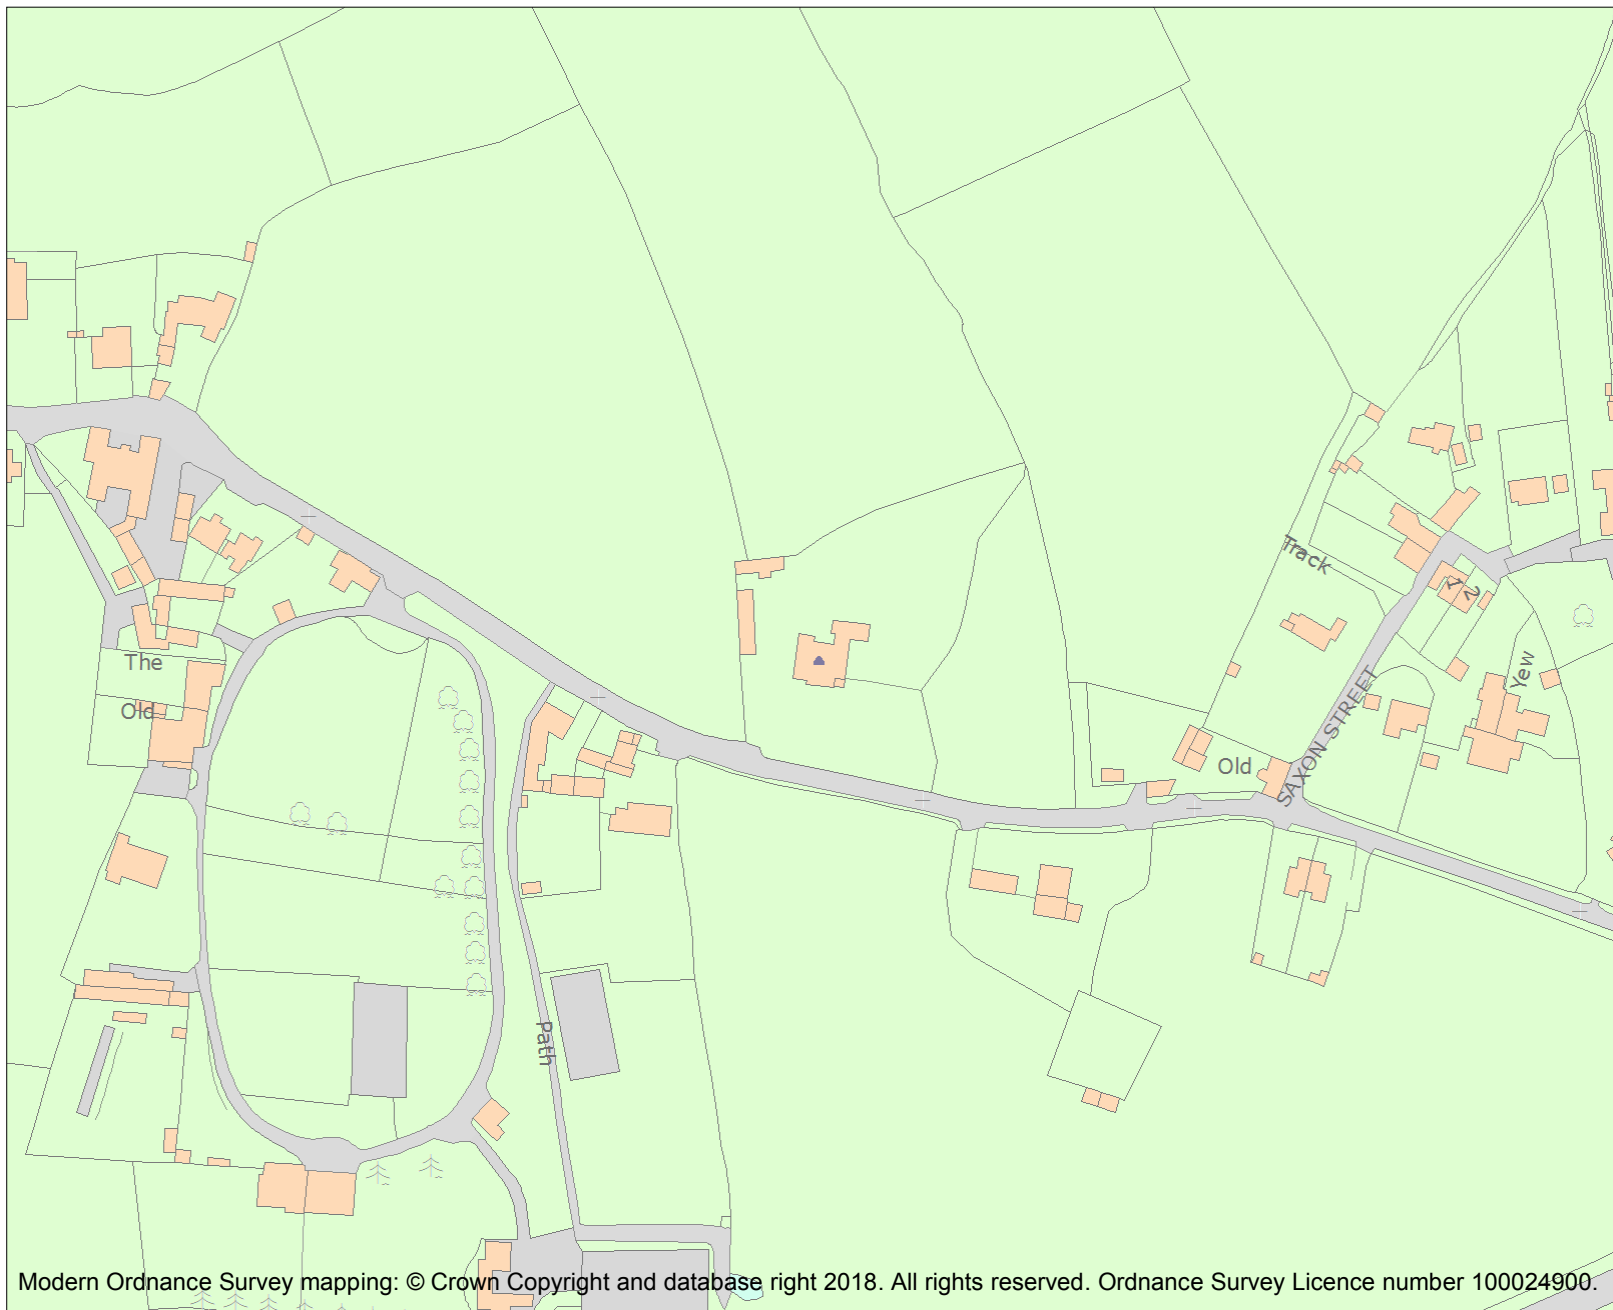 Track
1
2
Yew
The
Old
SAXON STREET
Old
Path
Modern Ordnance Survey mapping: © Crown Copyright and database right 2018. All rights reserved. Ordnance Survey Licence number 100024900.